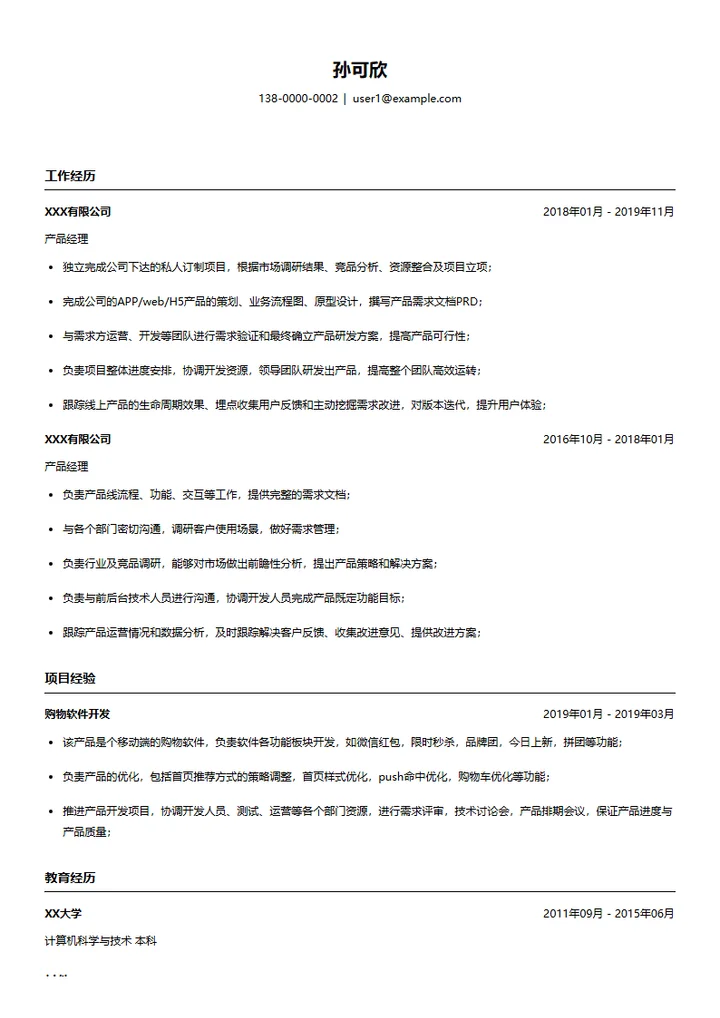 孙可欣
138-0000-0002 | user1@example.com
工作经历
XXX有限公司 2018年01月 - 2019年11月
产品经理
• 独立完成公司下达的私人订制项目，根据市场调研结果、竞品分析、资源整合及项目立项；
• 完成公司的APP/web/H5产品的策划、业务流程图、原型设计，撰写产品需求文档PRD；
• 与需求方运营、开发等团队进行需求验证和最终确立产品研发方案，提高产品可行性；
• 负责项目整体进度安排，协调开发资源，领导团队研发出产品，提高整个团队高效运转；
• 跟踪线上产品的生命周期效果、埋点收集用户反馈和主动挖掘需求改进，对版本迭代，提升用户体验；
XXX有限公司 2016年10月 - 2018年01月
产品经理
• 负责产品线流程、功能、交互等工作，提供完整的需求文档；
• 与各个部门密切沟通，调研客户使用场景，做好需求管理；
• 负责行业及竞品调研，能够对市场做出前瞻性分析，提出产品策略和解决方案；
• 负责与前后台技术人员进行沟通，协调开发人员完成产品既定功能目标；
• 跟踪产品运营情况和数据分析，及时跟踪解决客户反馈、收集改进意见、提供改进方案；
项目经验
购物软件开发 2019年01月 - 2019年03月
• 该产品是个移动端的购物软件，负责软件各功能板块开发，如微信红包，限时秒杀，品牌团，今日上新，拼团等功能；
• 负责产品的优化，包括首页推荐方式的策略调整，首页样式优化，push命中优化，购物车优化等功能；
• 推进产品开发项目，协调开发人员、测试、运营等各个部门资源，进行需求评审，技术讨论会，产品排期会议，保证产品进度与
产品质量；
教育经历
XX大学 2011年09月 - 2015年06月
计算机科学与技术 本科